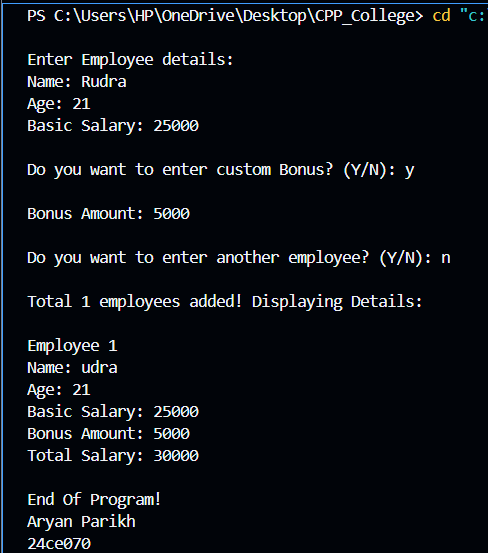 PS C:\Users\HP\OneDrive\Desktop\CPP_College> cd "c:
Enter Employee details:
Name: Rudra
Age: 21
Basic Salary: 25000
Do you want to enter custom Bonus? (Y/N): y
Bonus Amount: 5000
Do you want to enter another employee? (Y/N): n
Total 1 employees added! Displaying Details:
Employee 1
Name: udra
Age: 21
Basic Salary: 25000
Bonus Amount: 5000
Total Salary: 30000
End Of Program!
Aryan Parikh
24ce070